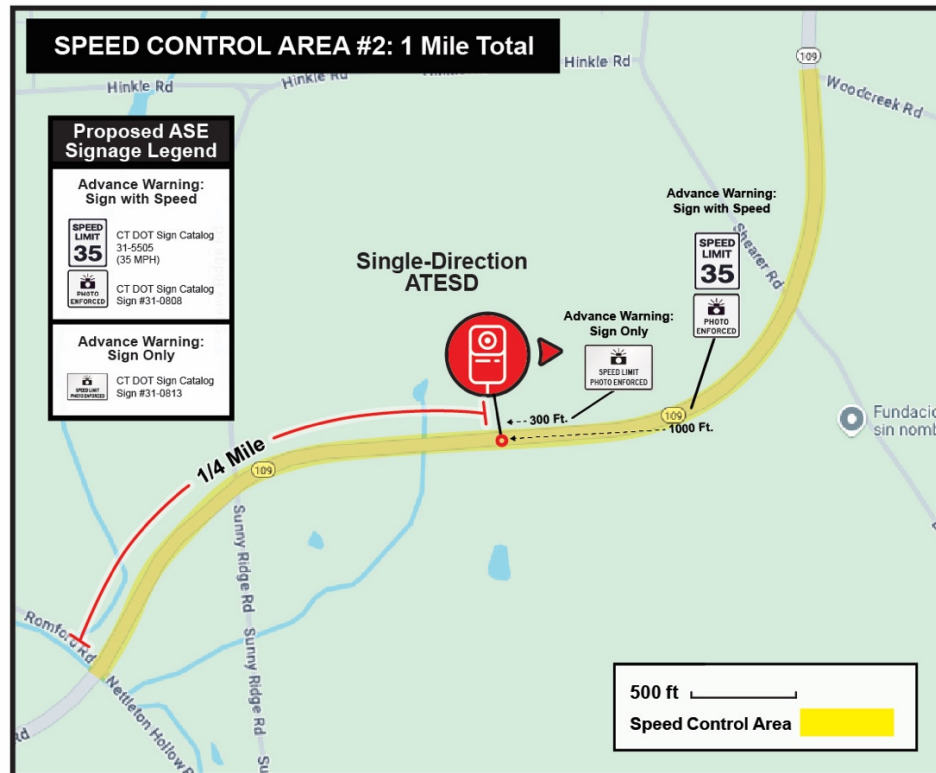 SPEED CONTROL AREA #2: 1 Mile Total
Hinkle Rd
Hinkle Rd
Hinkle Rd
109
Woodcreek Rd
Proposed ASE
Signage Legend
Advance Warning:
Sign with Speed
SPEED
LIMIT
35
CT DOT Sign Catalog
31-5505
(35 MPH)
PHOTO
ENFORCED
CT DOT Sign Catalog
Sign #31-0808
Advance Warning:
Sign Only
SPEED LIMIT
PHOTO ENFORCED
CT DOT Sign Catalog
Sign #31-0813
Advance Warning:
Sign with Speed
SPEED
LIMIT
35
PHOTO
ENFORCED
Shearer Rd
Single-Direction
ATESD
Advance Warning:
Sign Only
SPEED LIMIT
PHOTO ENFORCED
300 Ft.
109
1000 Ft.
Fundacio
sin nomb
1/4 Mile
109
Sunny Ridge Rd
Sunny Ridge Rd
Su
Romford Rd
Nettleton Hollow R
Rd
500 ft
Speed Control Area